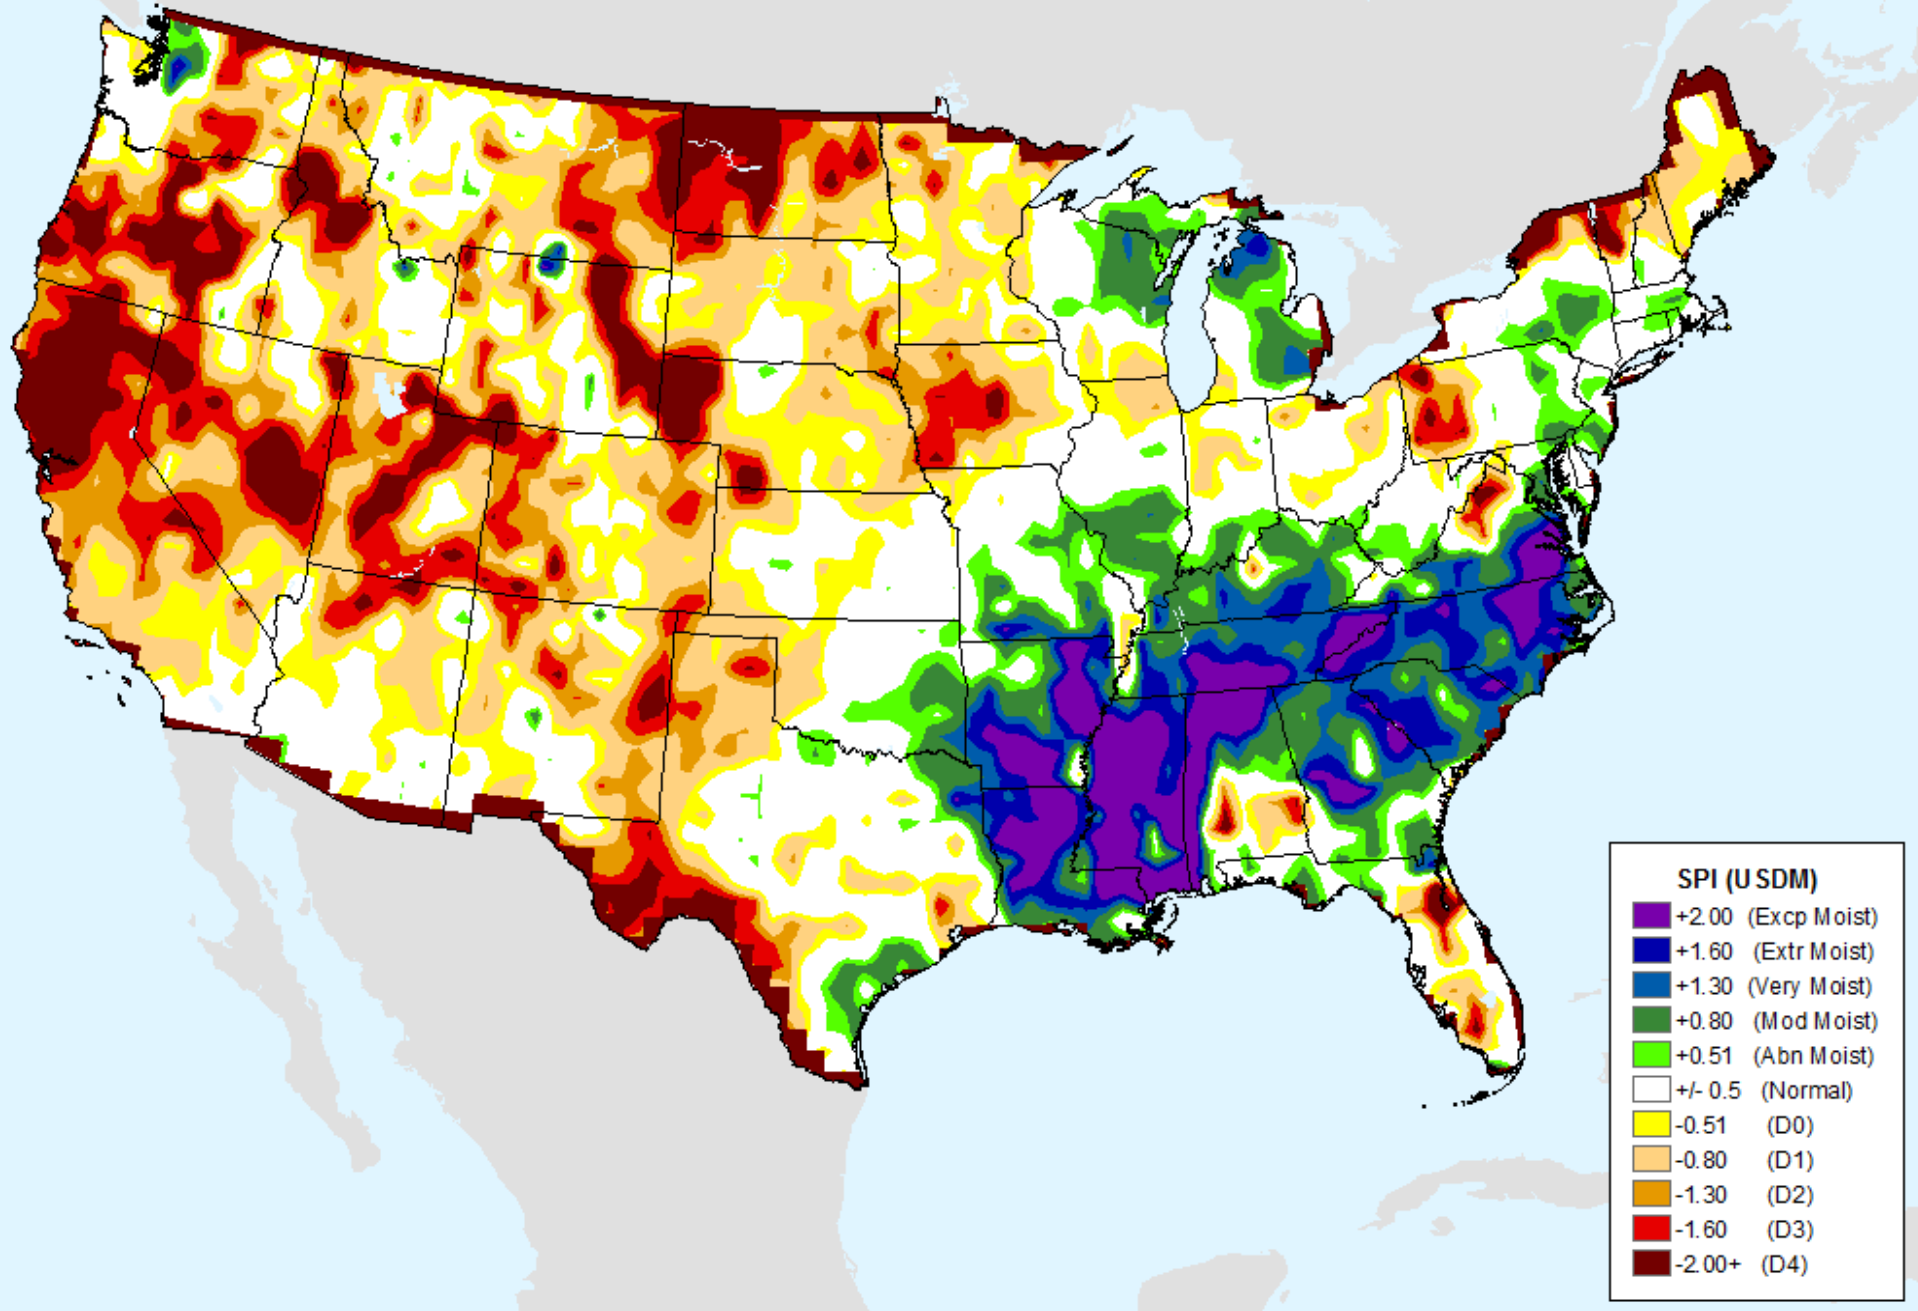 SPI (USDM)
+2.00 (Excp Moist)
+1.60 (Extr Moist)
+1.30 (Very Moist)
+0.80 (Mod Moist)
+0.51 (Abn Moist)
+/- 0.5 (Normal)
-0.51 (D0)
-0.80 (D1)
-1.30 (D2)
-1.60 (D3)
-2.00+ (D4)